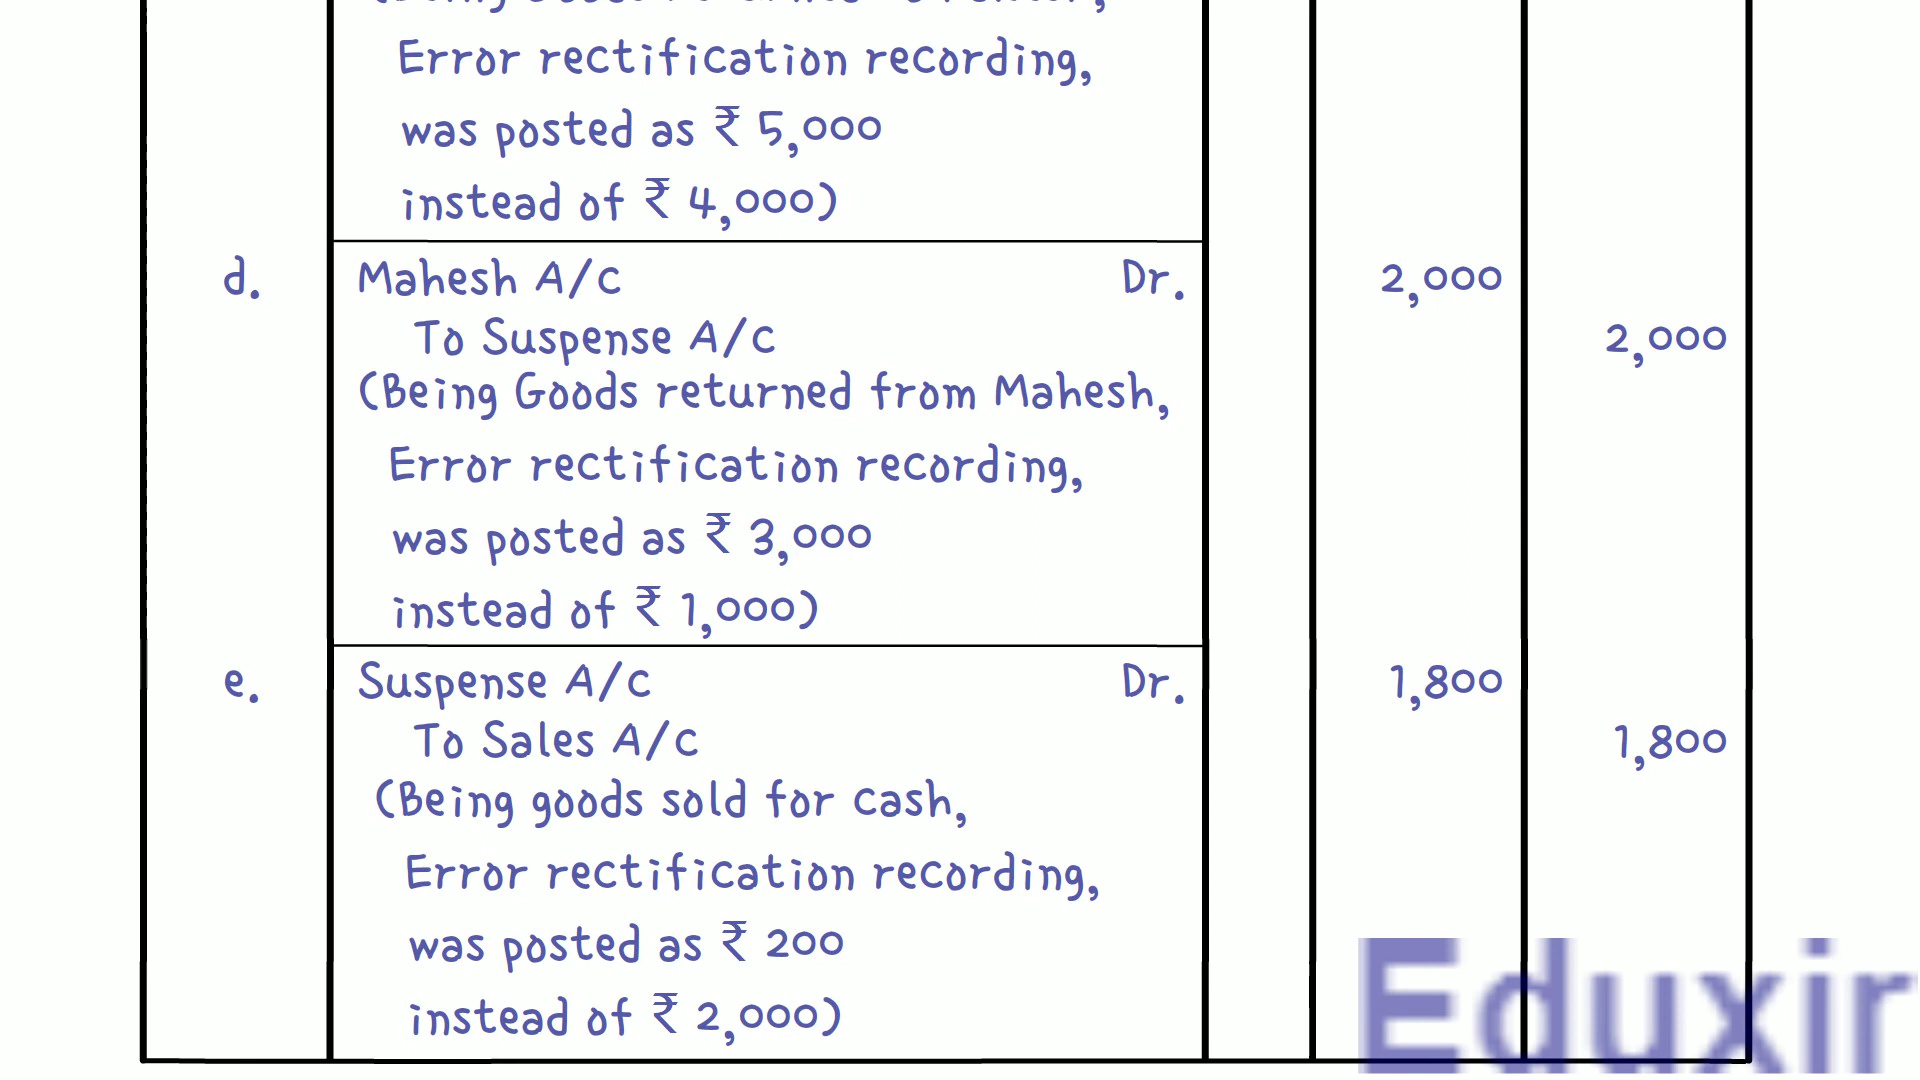 Error rectification recording,
was posted as ₹ 5,000
instead of ₹ 4,000)
d. Mahesh A/c Dr. 2,000
To Suspense A/c 2,000
(Being Goods returned from Mahesh,
Error rectification recording,
was posted as ₹ 3,000
instead of ₹ 1,000)
e. Suspense A/c Dr. 1,800
To Sales A/c 1,800
(Being goods sold for cash,
Error rectification recording,
was posted as ₹ 200
instead of ₹ 2,000)
Eduxir